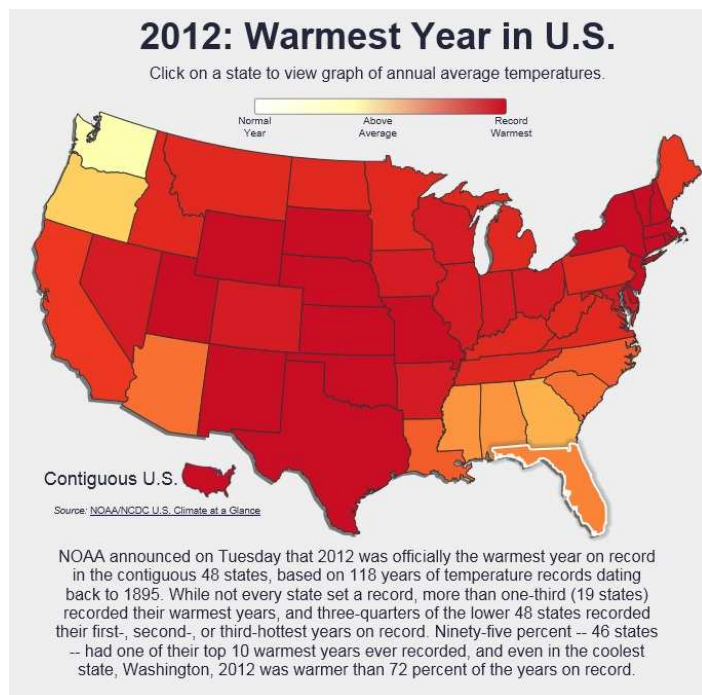 2012: Warmest Year in U.S.
Click on a state to view graph of annual average temperatures.
Normal Year
Above Average
Record Warmest
Contiguous U.S.
Source: NOAA/NCDC U.S. Climate at a Glance
NOAA announced on Tuesday that 2012 was officially the warmest year on record
in the contiguous 48 states, based on 118 years of temperature records dating
back to 1895. While not every state set a record, more than one-third (19 states)
recorded their warmest years, and three-quarters of the lower 48 states recorded
their first-, second-, or third-hottest years on record. Ninety-five percent -- 46 states
-- had one of their top 10 warmest years ever recorded, and even in the coolest
state, Washington, 2012 was warmer than 72 percent of the years on record.